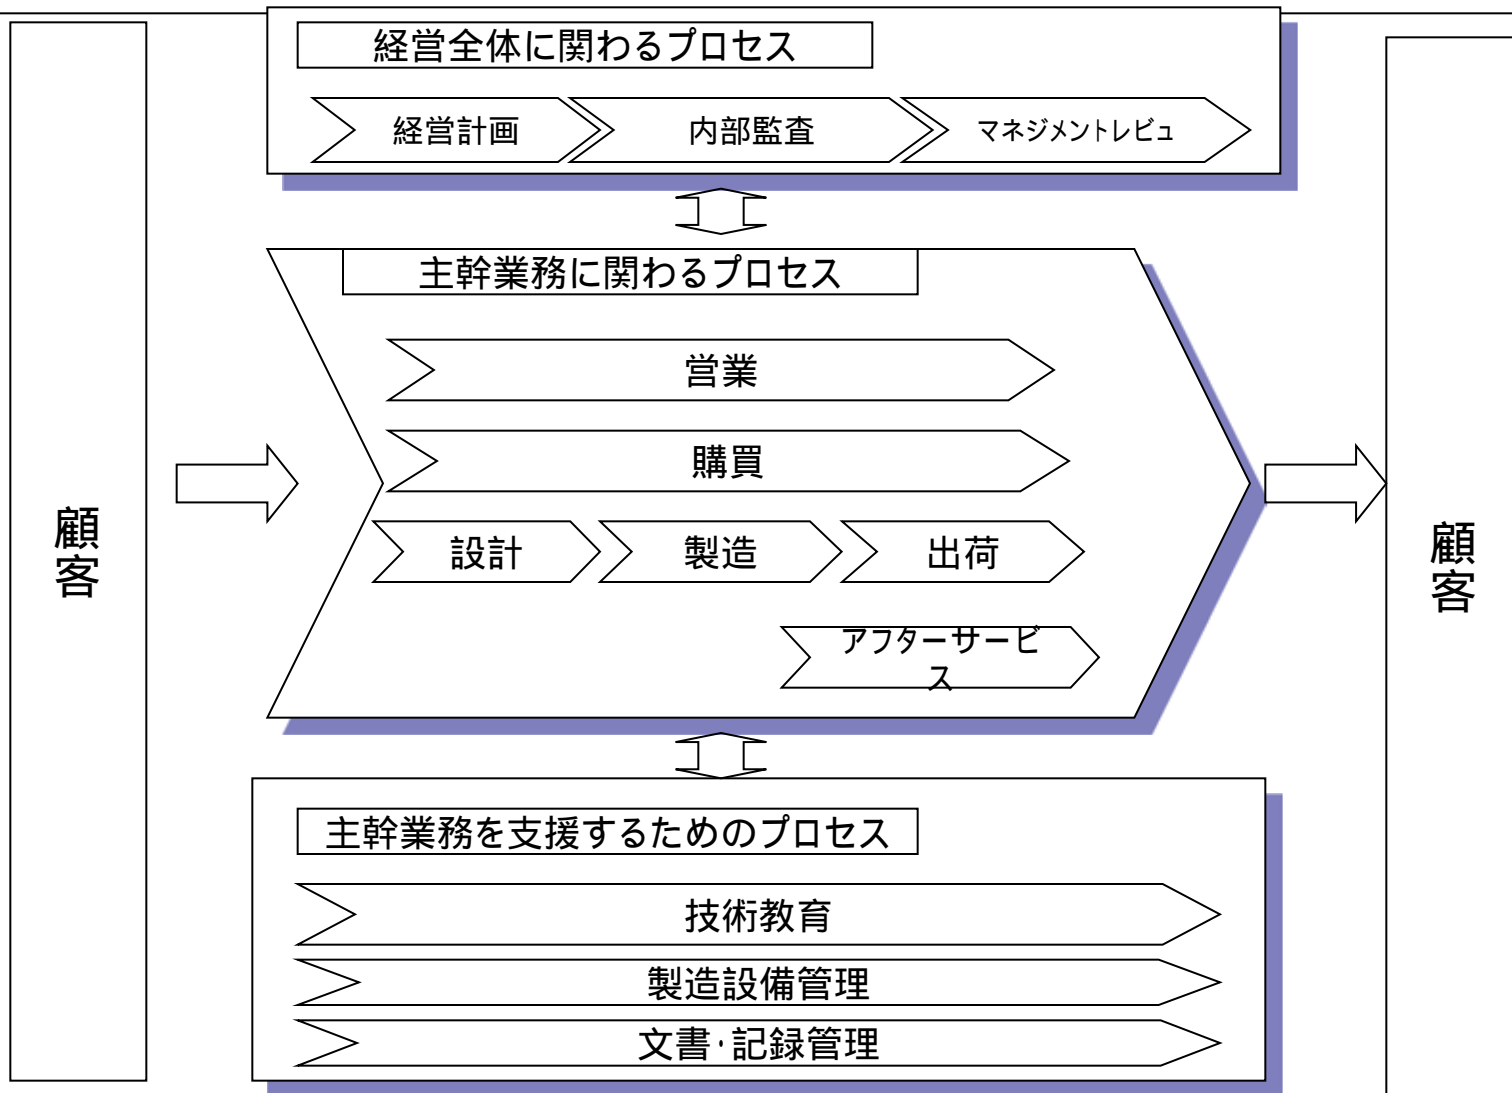 経営全体に関わるプロセス
経営計画
内部監査
マネジメントレビュ
主幹業務に関わるプロセス
営業
購買
設計
製造
出荷
アフターサービ
ス
顧客
顧客
主幹業務を支援するためのプロセス
技術教育
製造設備管理
文書・記録管理